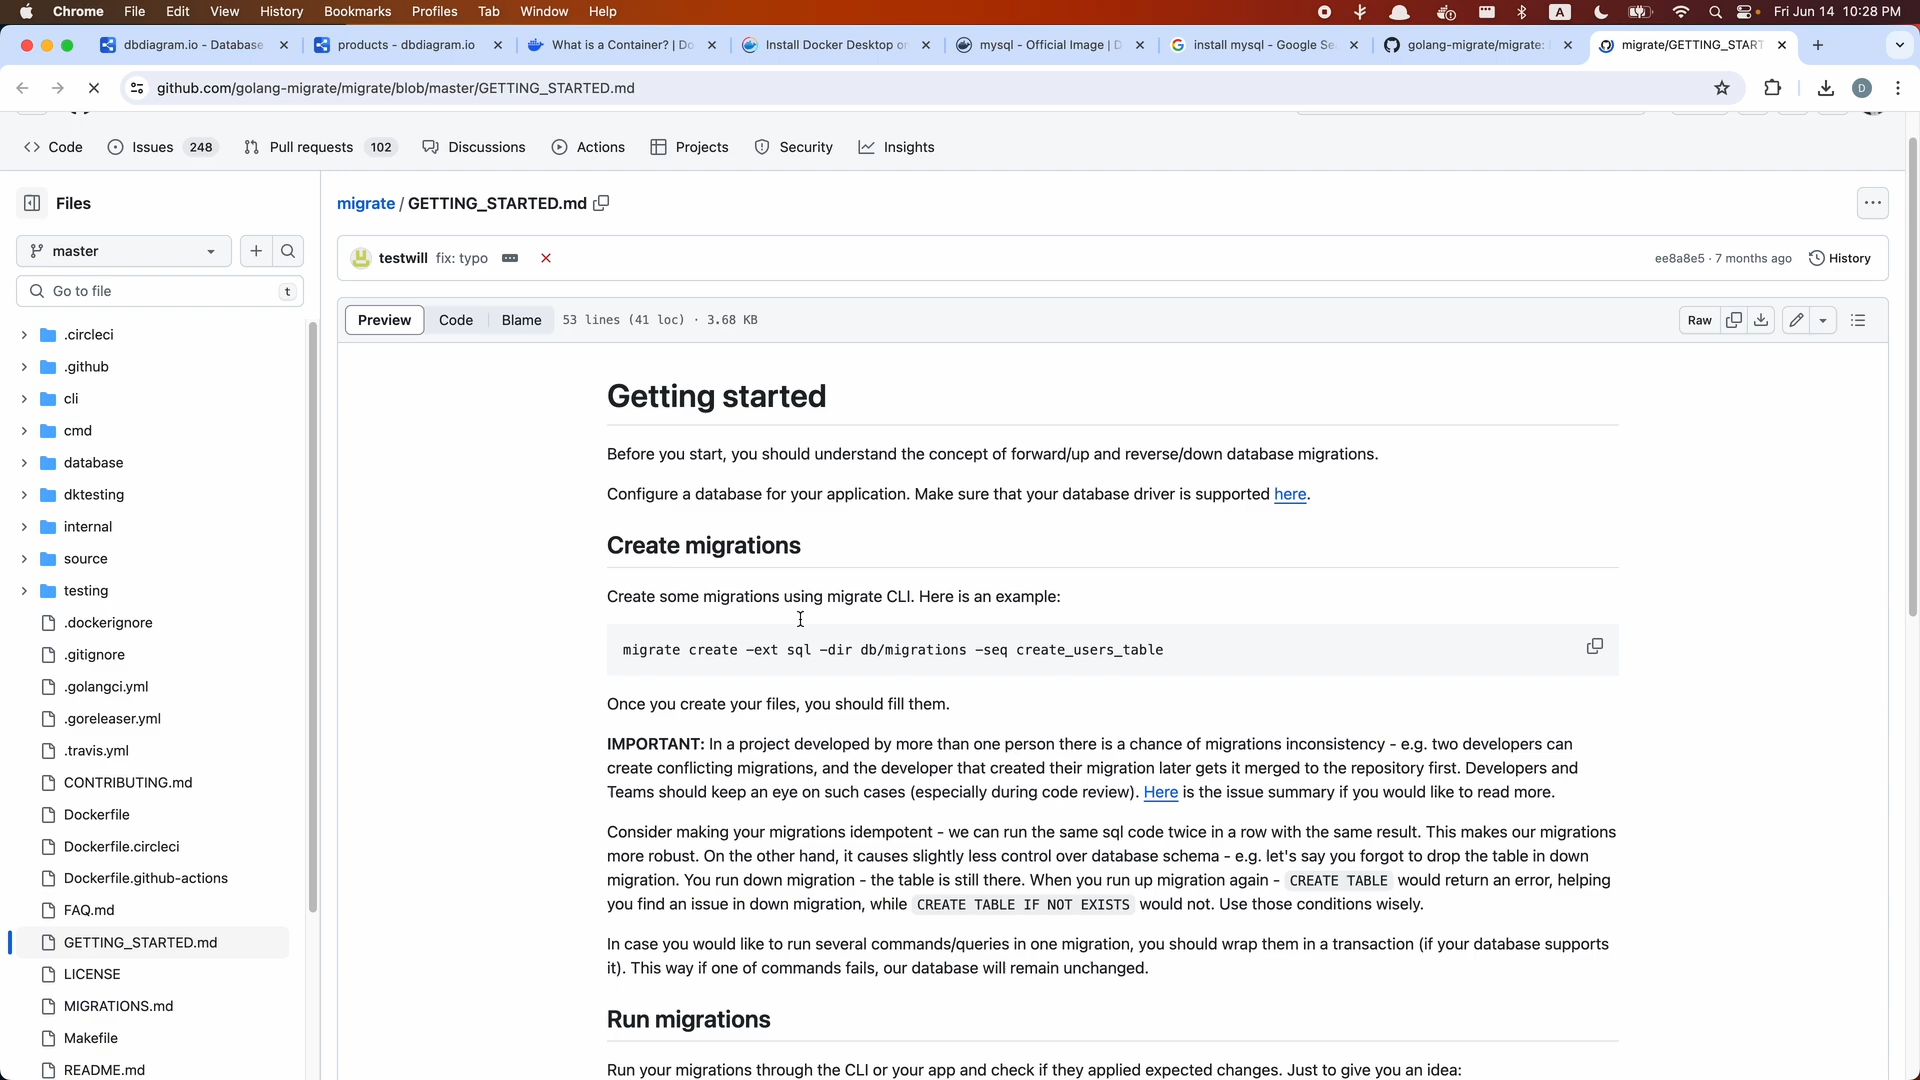 Chrome File Edit View History Bookmarks Profiles Tab Window Help A Fri Jun 14 10:28 PM
dbdiagram.io - Database
products - dbdiagram.io
What is a Container? | Do
Install Docker Desktop or
mysql - Official Image | D
install mysql - Google Se
golang-migrate/migrate:
migrate/GETTING_START
github.com/golang-migrate/migrate/blob/master/GETTING_STARTED.md
D
Code Issues 248 Pull requests 102 Discussions Actions Projects Security Insights
Files
master
Go to file t
.circleci
.github
cli
cmd
database
dktesting
internal
source
testing
.dockerignore
.gitignore
.golangci.yml
.goreleaser.yml
.travis.yml
CONTRIBUTING.md
Dockerfile
Dockerfile.circleci
Dockerfile.github-actions
FAQ.md
GETTING_STARTED.md
LICENSE
MIGRATIONS.md
Makefile
README.md
migrate / GETTING_STARTED.md
testwill fix: typo
ee8a8e5 · 7 months ago History
Preview Code Blame 53 lines (41 loc) · 3.68 KB Raw
Getting started
Before you start, you should understand the concept of forward/up and reverse/down database migrations.
Configure a database for your application. Make sure that your database driver is supported here.
Create migrations
Create some migrations using migrate CLI. Here is an example:
migrate create -ext sql -dir db/migrations -seq create_users_table
Once you create your files, you should fill them.
IMPORTANT: In a project developed by more than one person there is a chance of migrations inconsistency - e.g. two developers can
create conflicting migrations, and the developer that created their migration later gets it merged to the repository first. Developers and
Teams should keep an eye on such cases (especially during code review). Here is the issue summary if you would like to read more.
Consider making your migrations idempotent - we can run the same sql code twice in a row with the same result. This makes our migrations
more robust. On the other hand, it causes slightly less control over database schema - e.g. let's say you forgot to drop the table in down
migration. You run down migration - the table is still there. When you run up migration again - CREATE TABLE would return an error, helping
you find an issue in down migration, while CREATE TABLE IF NOT EXISTS would not. Use those conditions wisely.
In case you would like to run several commands/queries in one migration, you should wrap them in a transaction (if your database supports
it). This way if one of commands fails, our database will remain unchanged.
Run migrations
Run your migrations through the CLI or your app and check if they applied expected changes. Just to give you an idea: